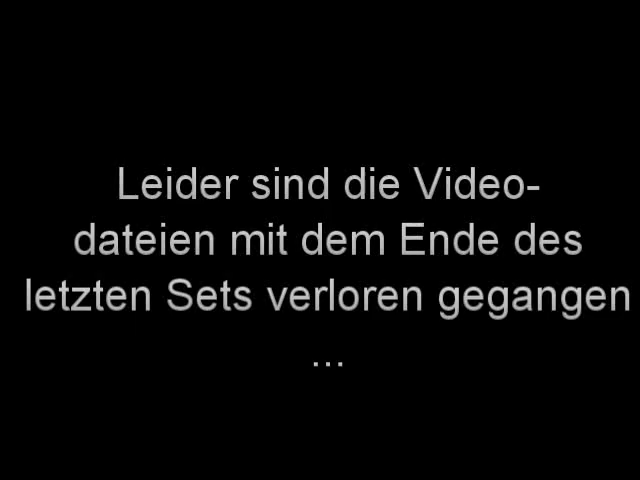 Leider sind die Video-
dateien mit dem Ende des
letzten Sets verloren gegangen
...